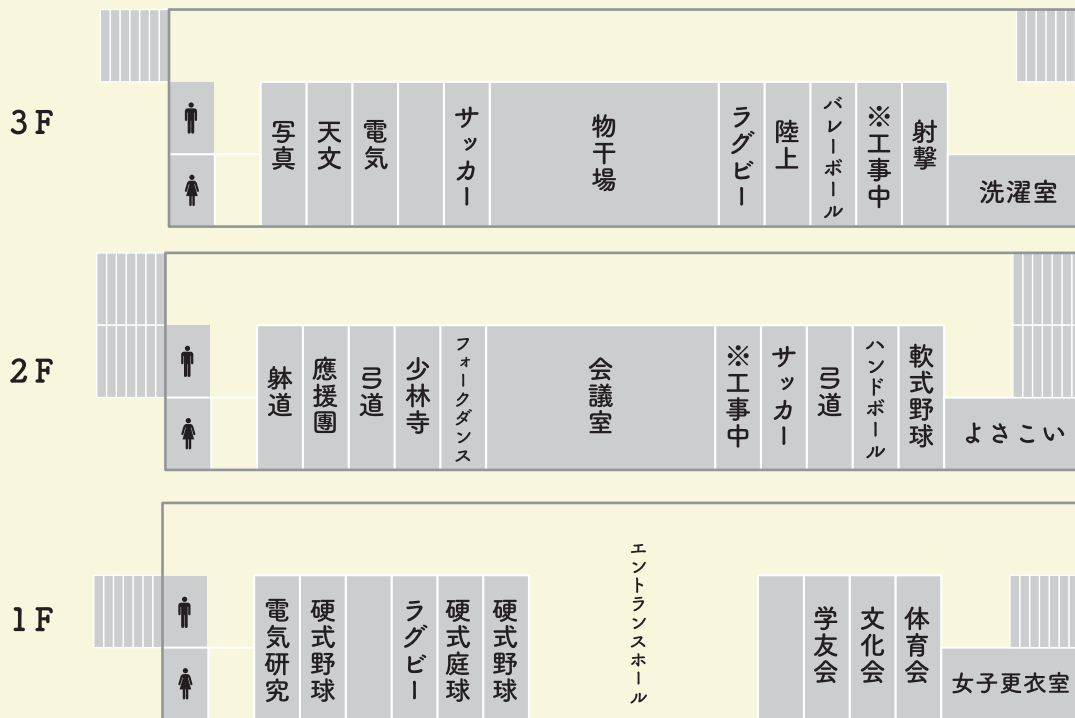 3F
写真
天文
電気
サッカー
物干場
ラグビー
陸上
バレーボール
※工事中
射撃
洗濯室
2F
躰道
應援團
弓道
少林寺
フォークダンス
会議室
※工事中
サッカー
弓道
ハンドボール
軟式野球
よさこい
1F
電気研究
硬式野球
ラグビー
硬式庭球
硬式野球
エントランスホール
学友会
文化会
体育会
女子更衣室